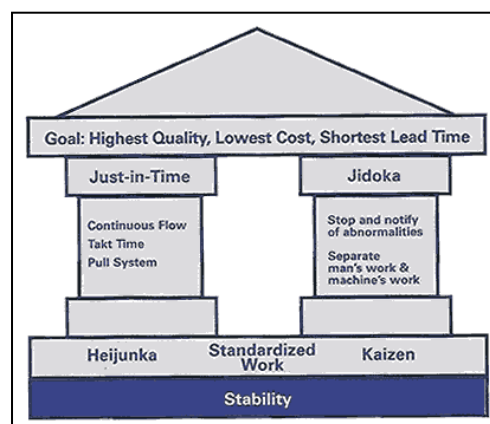 Goal: Highest Quality, Lowest Cost, Shortest Lead Time
Just-in-Time
Jidoka
Continuous Flow
Takt Time
Pull System
Stop and notify
of abnormalities
Separate
man's work &
machine's work
Heijunka
Standardized
Work
Kaizen
Stability